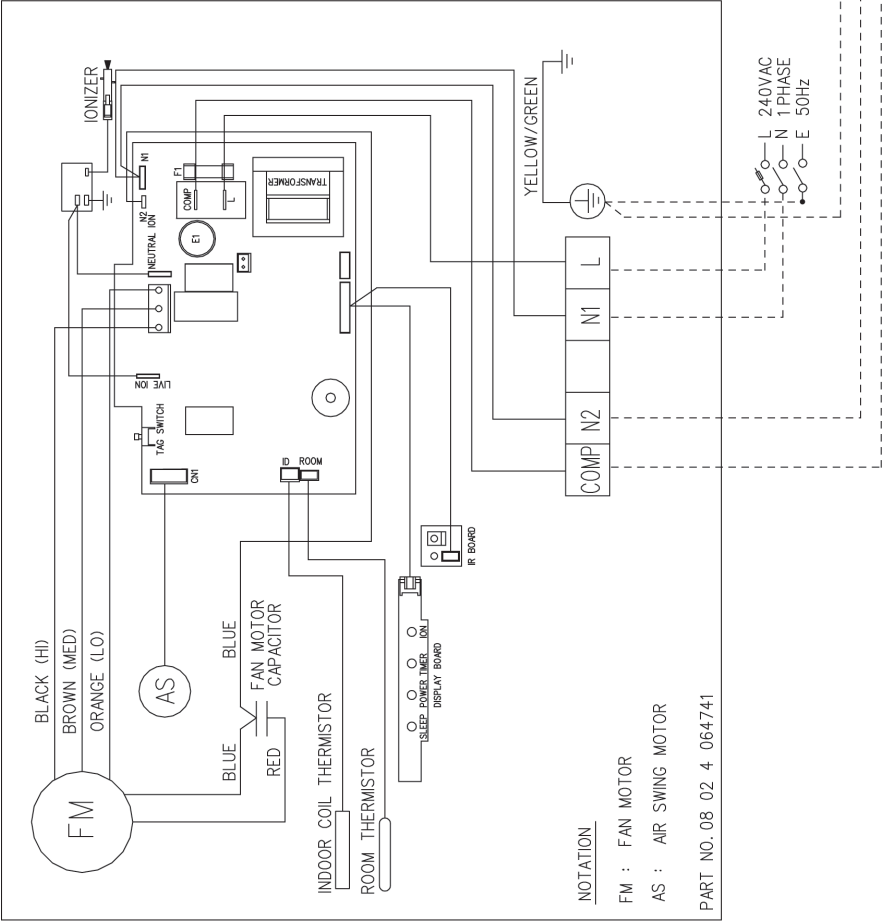 IONIZER
N1
N2
NEUTRAL ION
F1
COMP
L
TRANSFORMER
E1
LIVE ION
TAG SWITCH
CN1
ID
ROOM
YELLOW/GREEN
L 240VAC
N 1 PHASE
E 50Hz
L
N1
N2
COMP
IR BOARD
BLACK (HI)
BROWN (MED)
ORANGE (LO)
FM
AS
BLUE
BLUE
RED
FAN MOTOR
CAPACITOR
SLEEP POWER TIMER ION
DISPLAY BOARD
INDOOR COIL THERMISTOR
ROOM THERMISTOR
NOTATION
FM : FAN MOTOR
AS : AIR SWING MOTOR
PART NO. 08 02 4 064741